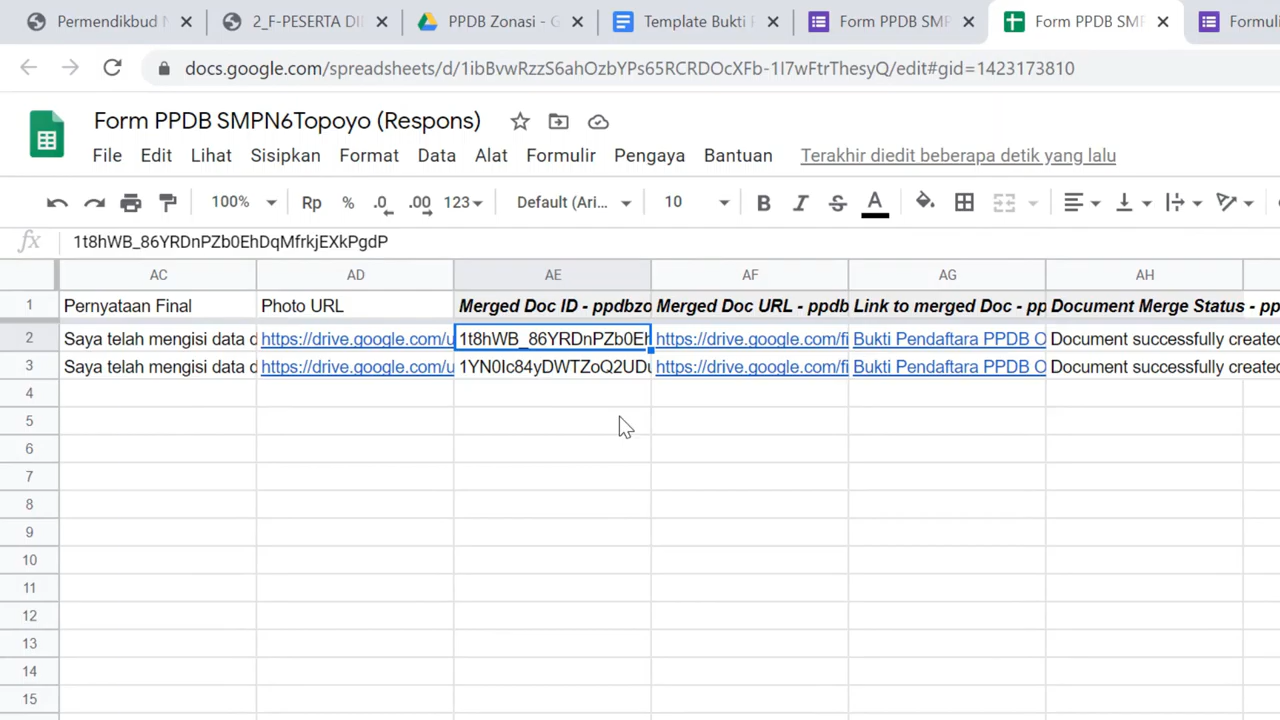 Permendikbud 2_F-PESERTA DI PPDB Zonasi - G Template Bukti Form PPDB SMP Form PPDB SM Formuli
docs.google.com/spreadsheets/d/1ibBvwRzzS6ahOzbYPs65RCRDOcXFb-1I7wFtrThesyQ/edit#gid=1423173810
Form PPDB SMPN6Topoyo (Respons)
File Edit Lihat Sisipkan Format Data Alat Formulir Pengaya Bantuan Terakhir diedit beberapa detik yang lalu
100% Rp % .0 .00 123 Default (Ari... 10 B I S A
fx 1t8hWB_86YRDnPZb0EhDqMfrkjEXkPgdP
AC AD AE AF AG AH
1 Pernyataan Final Photo URL Merged Doc ID - ppdbzo Merged Doc URL - ppdb Link to merged Doc - pp Document Merge Status - pp
2 Saya telah mengisi data d https://drive.google.com/u 1t8hWB_86YRDnPZb0Eh https://drive.google.com/fi Bukti Pendaftara PPDB O Document successfully created
3 Saya telah mengisi data d https://drive.google.com/u 1YN0Ic84yDWTZoQ2UDu https://drive.google.com/fi Bukti Pendaftara PPDB O Document successfully created
4
5
6
7
8
9
10
11
12
13
14
15